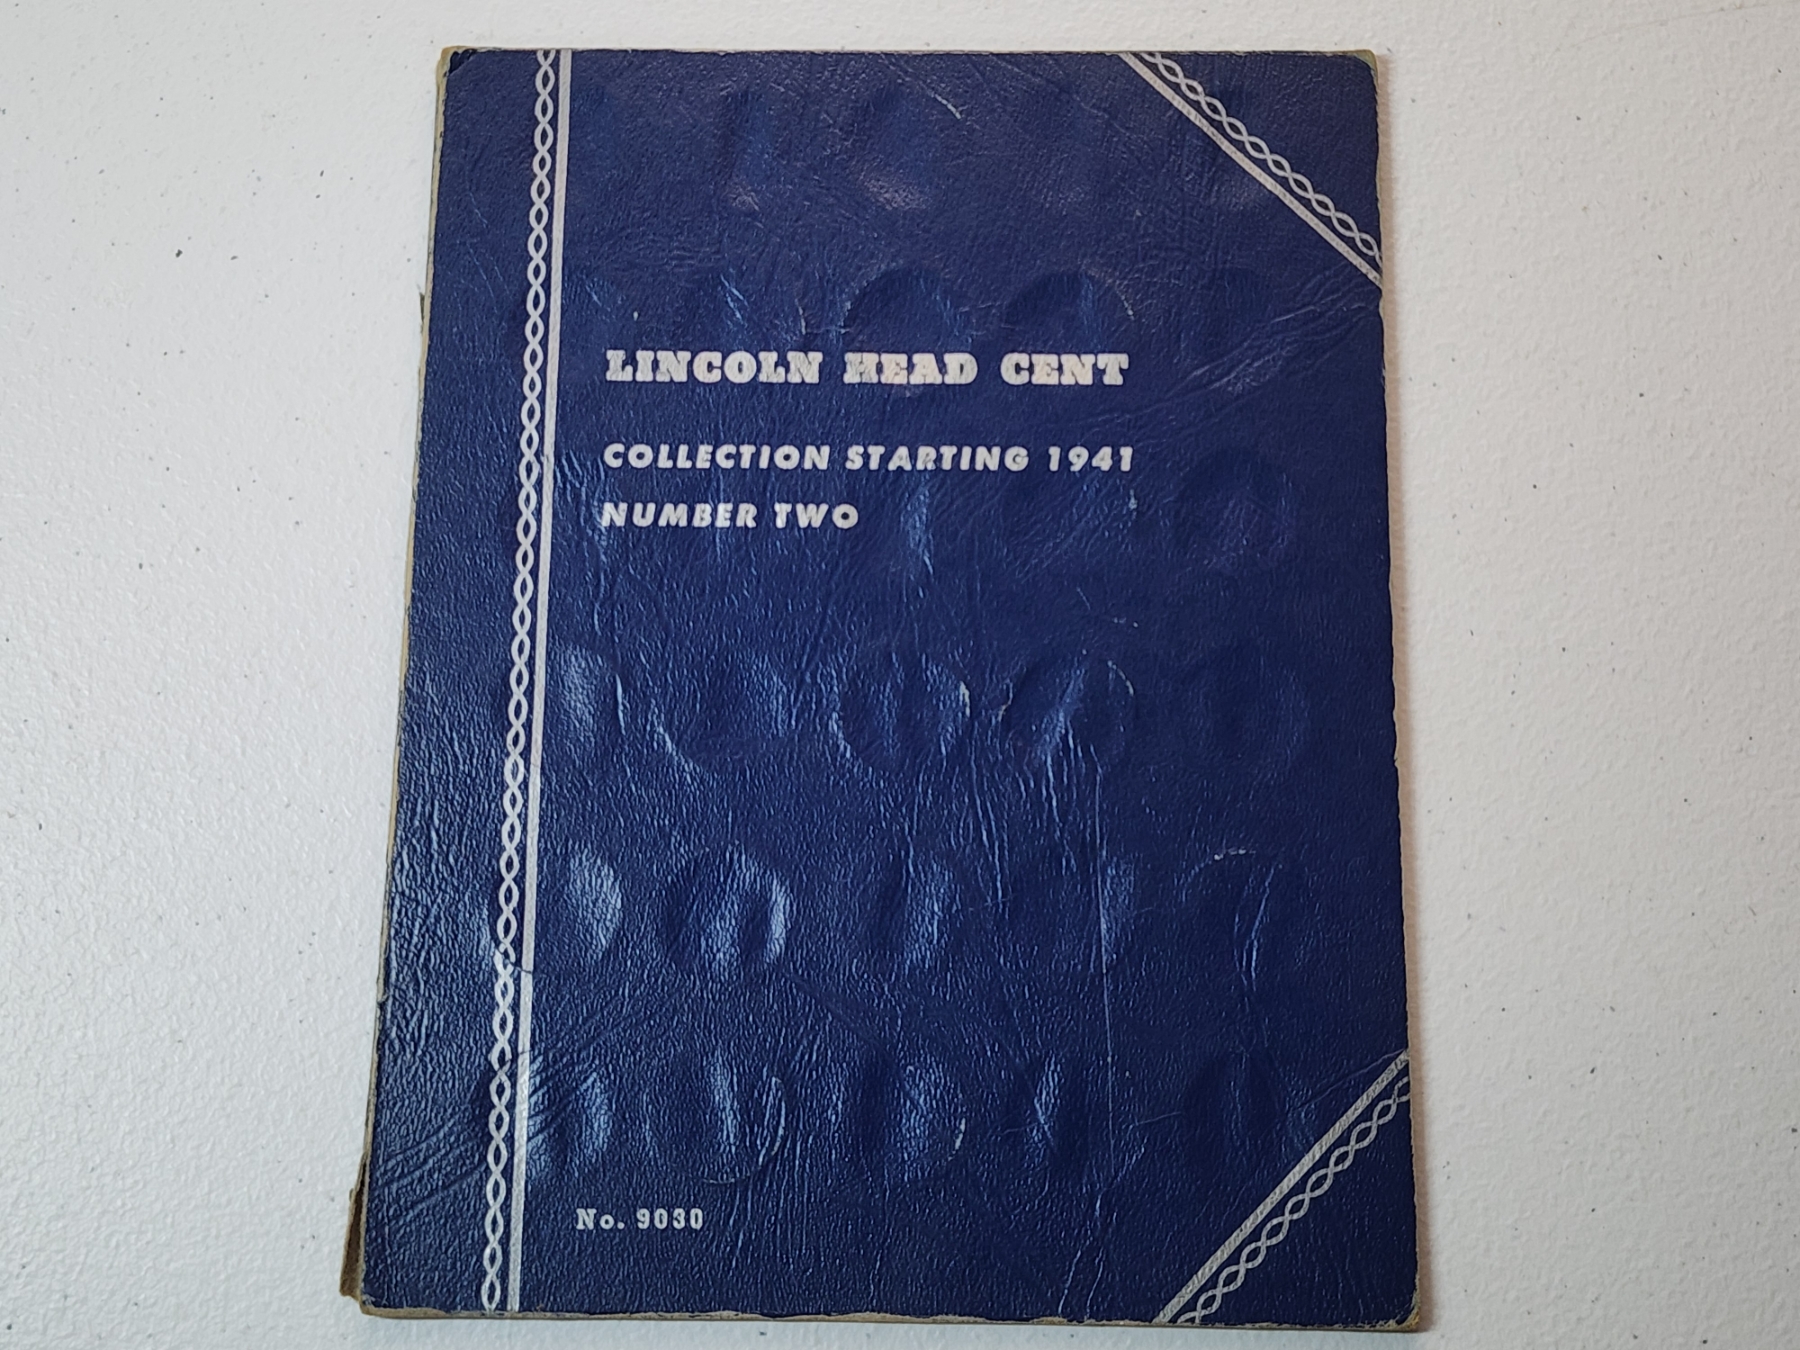 LINCOLN HEAD CENT
COLLECTION STARTING 1941
NUMBER TWO
No. 9030